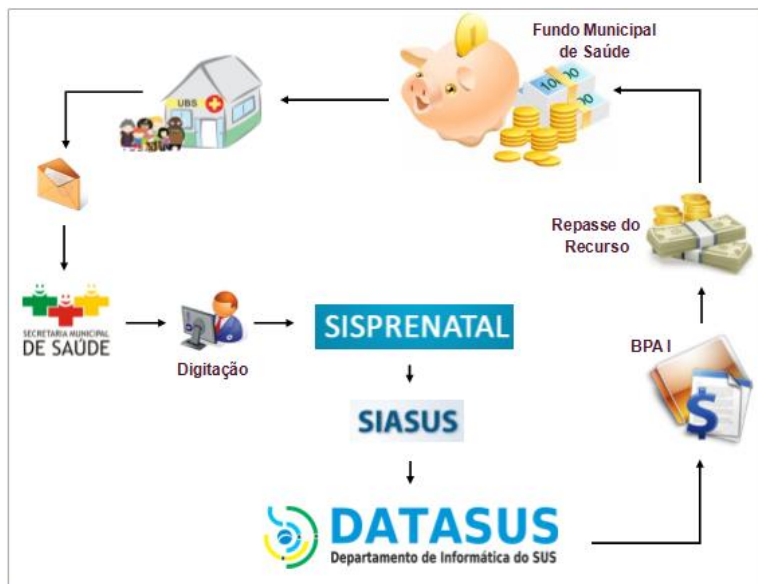 Fundo Municipal
de Saúde
UBS
Repasse do
Recurso
SECRETARIA MUNICIPAL
DE SAÚDE
Digitação
SISPRENATAL
BPA I
SIASUS
DATASUS
Departamento de Informática do SUS